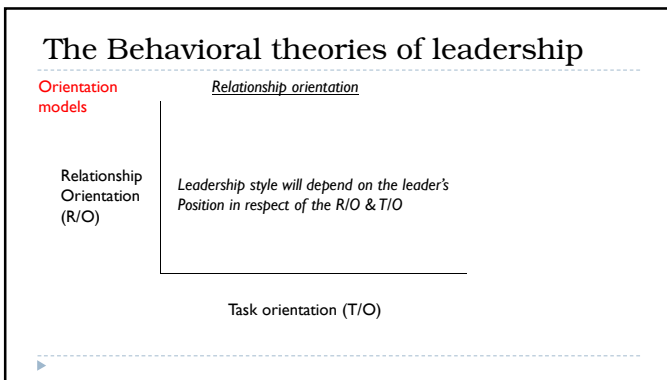 The Behavioral theories of leadership
Orientation
models
Relationship orientation
Relationship
Orientation
(R/O)
Leadership style will depend on the leader's
Position in respect of the R/O & T/O
Task orientation (T/O)